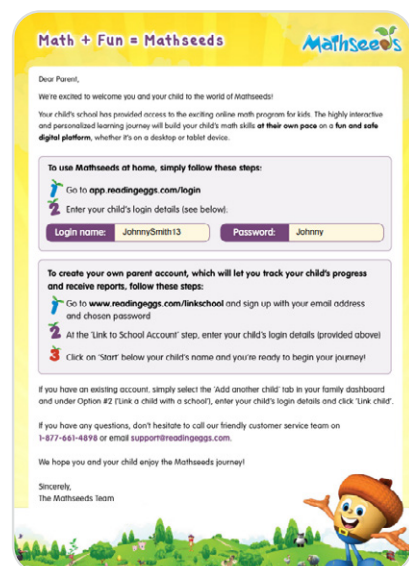 Math + Fun = Mathseeds
Mathseeds
Dear Parent,
We're excited to welcome you and your child to the world of Mathseeds!
Your child's school has provided access to the exciting online math program for kids. The highly interactive
and personalized learning journey will build your child's math skills at their own pace on a fun and safe
digital platform, whether it's on a desktop or tablet device.
To use Mathseeds at home, simply follow these steps:
1 Go to app.readingeggs.com/login
2 Enter your child's login details (see below).
Login name: JohnnySmith13 Password: Johnny
To create your own parent account, which will let you track your child's progress
and receive reports, follow these steps:
1 Go to www.readingeggs.com/linkschool and sign up with your email address
and chosen password
2 At the 'Link to School Account' step, enter your child's login details (provided above)
3 Click on 'Start' below your child's name and you're ready to begin your journey!
If you have an existing account, simply select the 'Add another child' tab in your family dashboard
and under Option #2 ('Link a child with a school'), enter your child's login details and click 'Link child'.
If you have any questions, don't hesitate to call our friendly customer service team on
1-877-661-4898 or email support@readingeggs.com.
We hope you and your child enjoy the Mathseeds journey!
Sincerely,
The Mathseeds Team